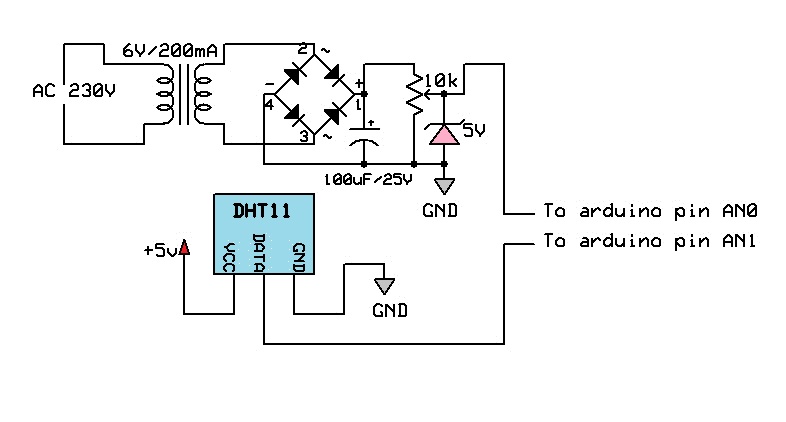 6V/200mA
AC 230V
2 ~
- +
4 1
3 ~
+
10k
5V
100uF/25V
GND
To arduino pin AN0
To arduino pin AN1
DHT11
VCC DATA GND
+5v
GND